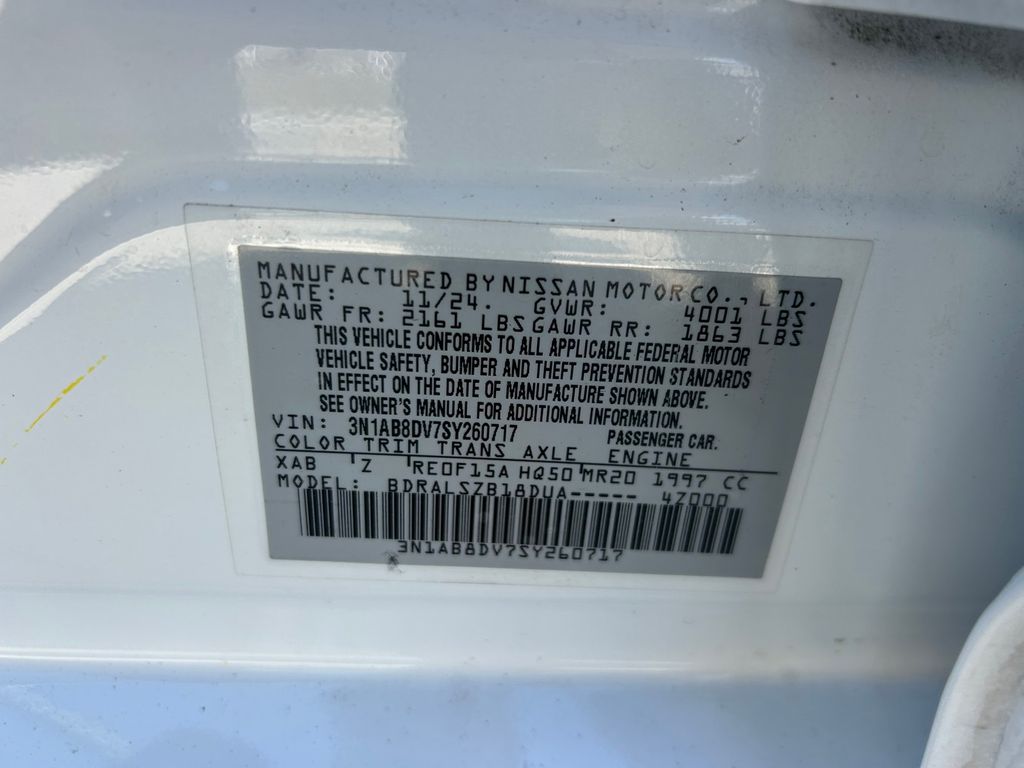 MANUFACTURED BY NISSAN MOTOR CO., LTD.
DATE: 11/24. GVWR: 4001 LBS
GAWR FR: 2161 LBS GAWR RR: 1863 LBS
THIS VEHICLE CONFORMS TO ALL APPLICABLE FEDERAL MOTOR
VEHICLE SAFETY, BUMPER AND THEFT PREVENTION STANDARDS
IN EFFECT ON THE DATE OF MANUFACTURE SHOWN ABOVE.
SEE OWNER'S MANUAL FOR ADDITIONAL INFORMATION.
VIN: 3N1AB8DV7SY260717 PASSENGER CAR.
COLOR TRIM TRANS AXLE ENGINE
XAB Z RE0F15A HQ50 MR20 1997 CC
MODEL: BDRALSZB18DUA----- 4Z000
3N1AB8DV7SY260717